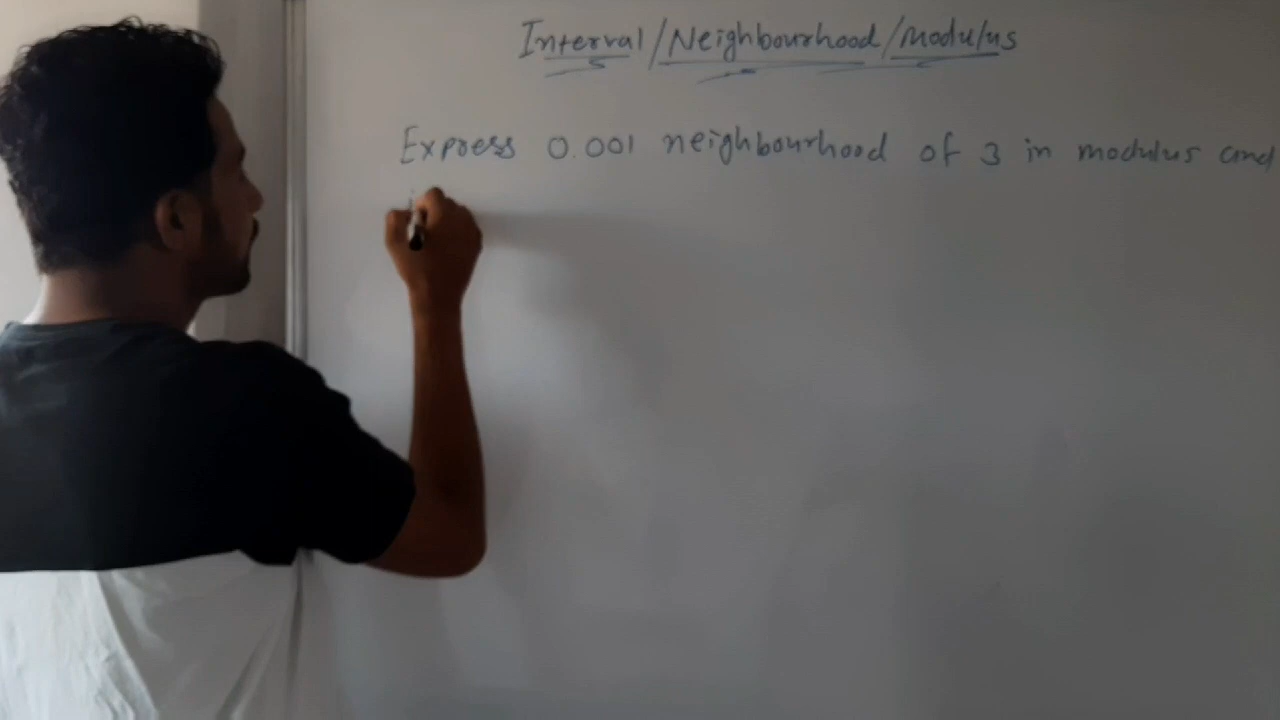 Interval/Neighbourhood/Modulus
Express 0.001 neighbourhood of 3 in modulus and